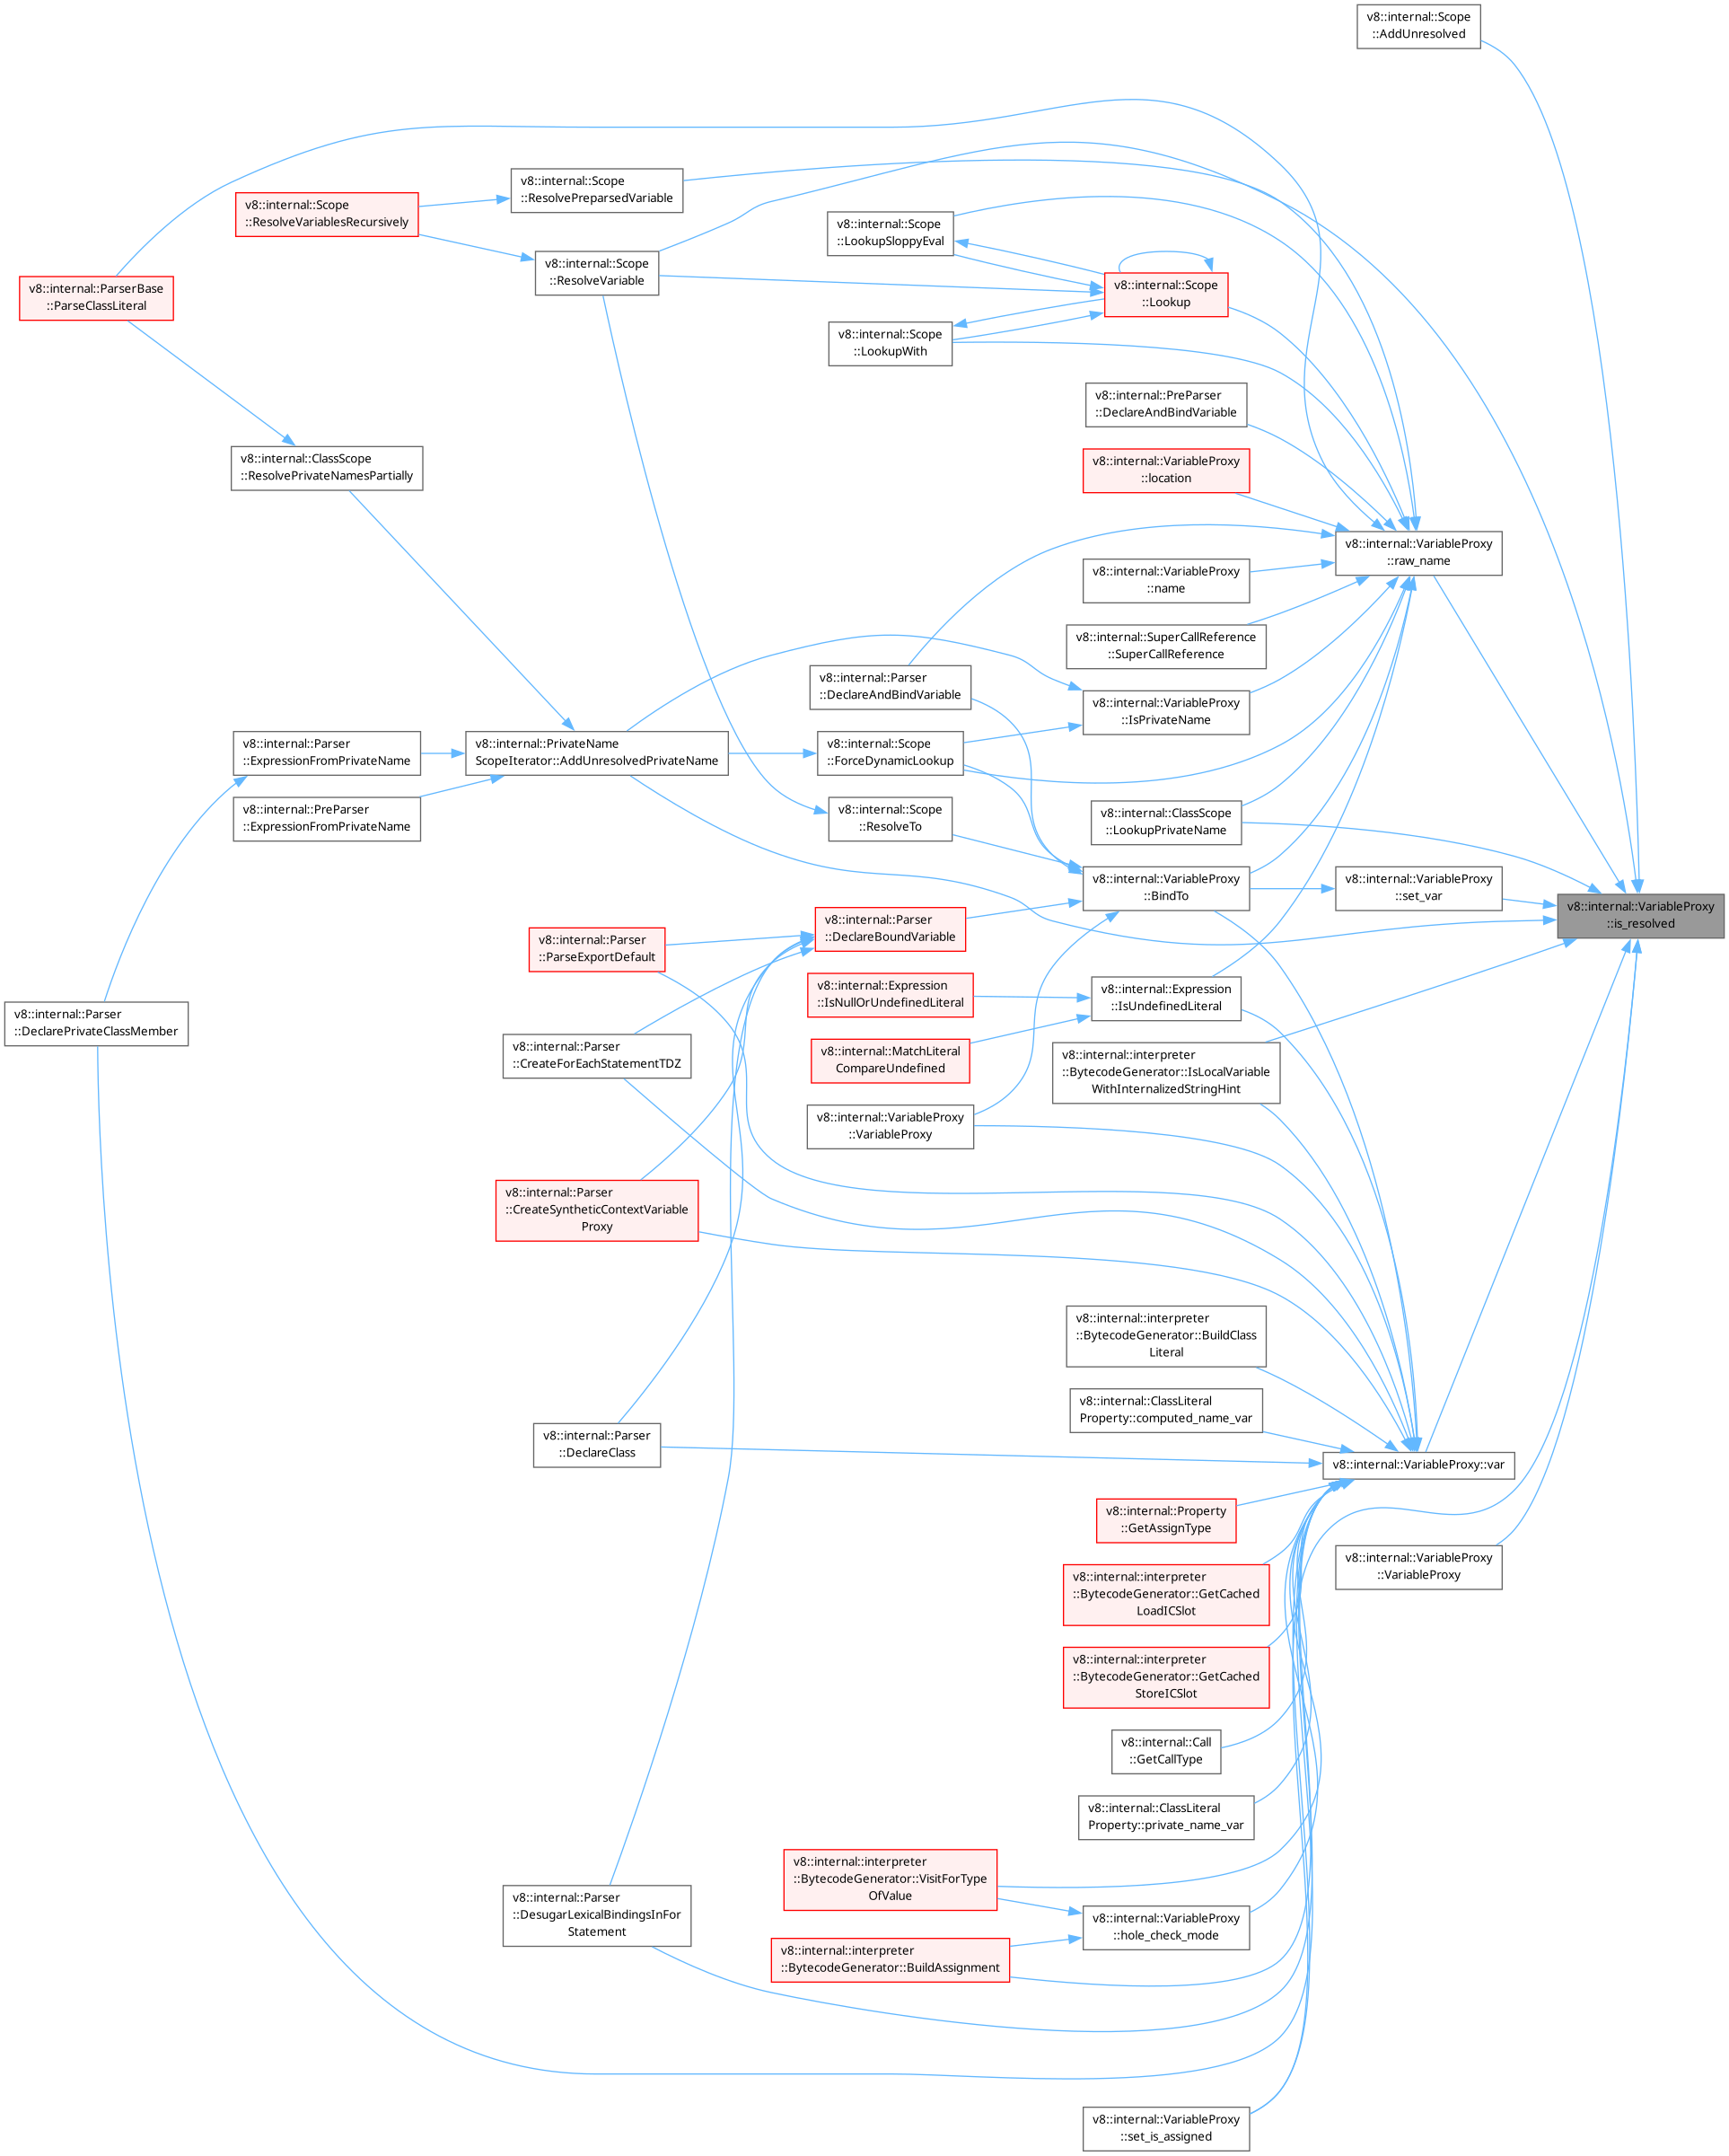 v8::internal::Scope
::AddUnresolved
v8::internal::Scope
::ResolvePreparsedVariable
v8::internal::Scope
::ResolveVariablesRecursively
v8::internal::Scope
::LookupSloppyEval
v8::internal::Scope
::ResolveVariable
v8::internal::ParserBase
::ParseClassLiteral
v8::internal::Scope
::Lookup
v8::internal::Scope
::LookupWith
v8::internal::PreParser
::DeclareAndBindVariable
v8::internal::ClassScope
::ResolvePrivateNamesPartially
v8::internal::VariableProxy
::location
v8::internal::VariableProxy
::raw_name
v8::internal::VariableProxy
::name
v8::internal::SuperCallReference
::SuperCallReference
v8::internal::Parser
::DeclareAndBindVariable
v8::internal::VariableProxy
::IsPrivateName
v8::internal::Parser
::ExpressionFromPrivateName
v8::internal::PrivateName
ScopeIterator::AddUnresolvedPrivateName
v8::internal::Scope
::ForceDynamicLookup
v8::internal::PreParser
::ExpressionFromPrivateName
v8::internal::Scope
::ResolveTo
v8::internal::ClassScope
::LookupPrivateName
v8::internal::VariableProxy
::BindTo
v8::internal::VariableProxy
::set_var
v8::internal::VariableProxy
::is_resolved
v8::internal::Parser
::DeclareBoundVariable
v8::internal::Parser
::ParseExportDefault
v8::internal::Expression
::IsNullOrUndefinedLiteral
v8::internal::Expression
::IsUndefinedLiteral
v8::internal::Parser
::DeclarePrivateClassMember
v8::internal::Parser
::CreateForEachStatementTDZ
v8::internal::MatchLiteral
CompareUndefined
v8::internal::interpreter
::BytecodeGenerator::IsLocalVariable
WithInternalizedStringHint
v8::internal::VariableProxy
::VariableProxy
v8::internal::Parser
::CreateSyntheticContextVariable
Proxy
v8::internal::interpreter
::BytecodeGenerator::BuildClass
Literal
v8::internal::ClassLiteral
Property::computed_name_var
v8::internal::Parser
::DeclareClass
v8::internal::VariableProxy::var
v8::internal::Property
::GetAssignType
v8::internal::VariableProxy
::VariableProxy
v8::internal::interpreter
::BytecodeGenerator::GetCached
LoadICSlot
v8::internal::interpreter
::BytecodeGenerator::GetCached
StoreICSlot
v8::internal::Call
::GetCallType
v8::internal::ClassLiteral
Property::private_name_var
v8::internal::interpreter
::BytecodeGenerator::VisitForType
OfValue
v8::internal::Parser
::DesugarLexicalBindingsInFor
Statement
v8::internal::VariableProxy
::hole_check_mode
v8::internal::interpreter
::BytecodeGenerator::BuildAssignment
v8::internal::VariableProxy
::set_is_assigned